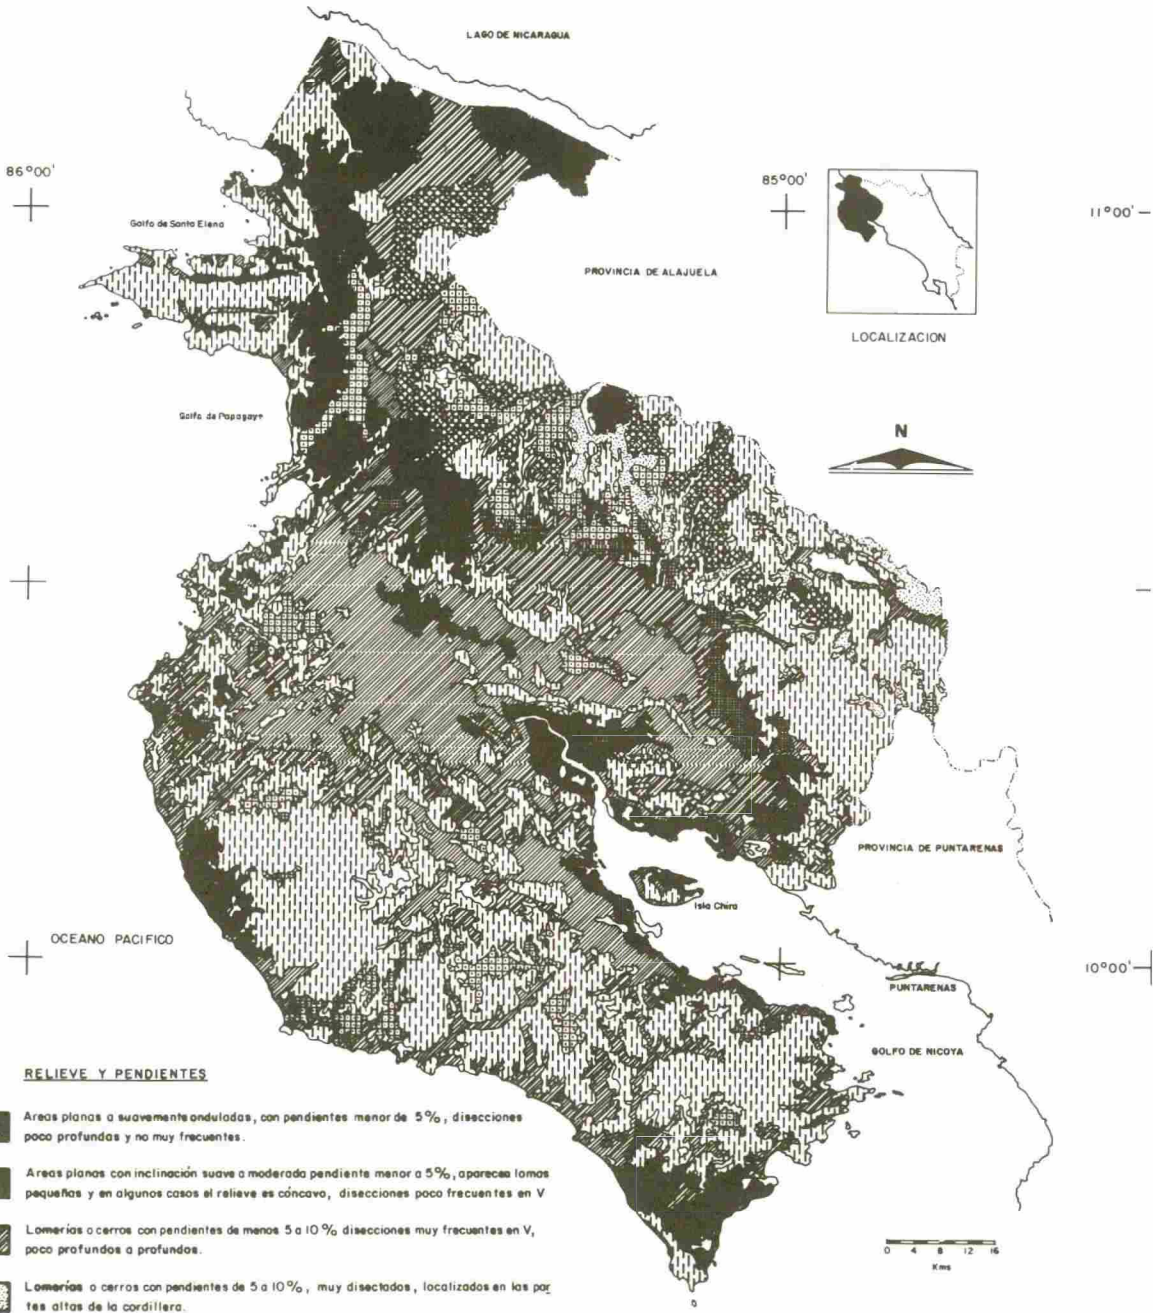 LAGO DE NICARAGUA
86°00'
85°00'
11°00'
Golfo de Santa Elena
PROVINCIA DE ALAJUELA
LOCALIZACION
Golfo de Papagayo
N
PROVINCIA DE PUNTARENAS
Isla Chira
OCEANO PACIFICO
10°00'
PUNTARENAS
GOLFO DE NICOYA
RELIEVE Y PENDIENTES
Areas planas a suavemente onduladas, con pendientes menor de 5%, disecciones
poco profundas y no muy frecuentes.
Areas planas con inclinación suave a moderada pendiente menor a 5%, aparecen lomas
pequeñas y en algunos casos el relieve es cóncavo, disecciones poco frecuentes en V
Lomerías o cerros con pendientes de menos 5 a 10% disecciones muy frecuentes en V,
poco profundos a profundos.
Lomerías o cerros con pendientes de 5 a 10%, muy disectados, localizados en las par
tes altas de la cordillera.
0 4 8 12 16
Kms